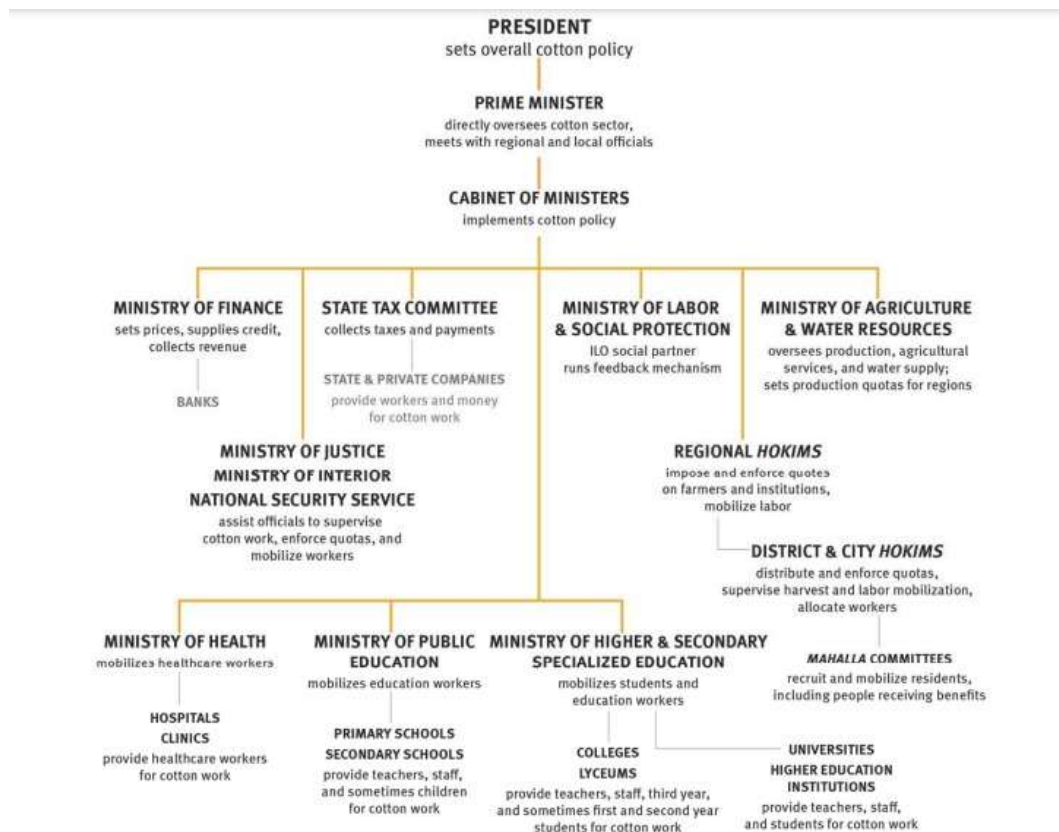 PRESIDENT
sets overall cotton policy
PRIME MINISTER
directly oversees cotton sector,
meets with regional and local officials
CABINET OF MINISTERS
implements cotton policy
MINISTRY OF FINANCE
sets prices, supplies credit,
collects revenue
BANKS
STATE TAX COMMITTEE
collects taxes and payments
STATE & PRIVATE COMPANIES
provide workers and money
for cotton work
MINISTRY OF LABOR
& SOCIAL PROTECTION
ILO social partner
runs feedback mechanism
MINISTRY OF AGRICULTURE
& WATER RESOURCES
oversees production, agricultural
services, and water supply;
sets production quotas for regions
MINISTRY OF JUSTICE
MINISTRY OF INTERIOR
NATIONAL SECURITY SERVICE
assist officials to supervise
cotton work, enforce quotas, and
mobilize workers
REGIONAL HOKIMS
impose and enforce quotes
on farmers and institutions,
mobilize labor
DISTRICT & CITY HOKIMS
distribute and enforce quotas,
supervise harvest and labor mobilization,
allocate workers
MAHALLA COMMITTEES
recruit and mobilize residents,
including people receiving benefits
MINISTRY OF HEALTH
mobilizes healthcare workers
HOSPITALS
CLINICS
provide healthcare workers
for cotton work
MINISTRY OF PUBLIC
EDUCATION
mobilizes education workers
PRIMARY SCHOOLS
SECONDARY SCHOOLS
provide teachers, staff,
and sometimes children
for cotton work
MINISTRY OF HIGHER & SECONDARY
SPECIALIZED EDUCATION
mobilizes students and
education workers
COLLEGES
LYCEUMS
provide teachers, staff, third year,
and sometimes first and second year
students for cotton work
UNIVERSITIES
HIGHER EDUCATION
INSTITUTIONS
provide teachers, staff,
and students for cotton work